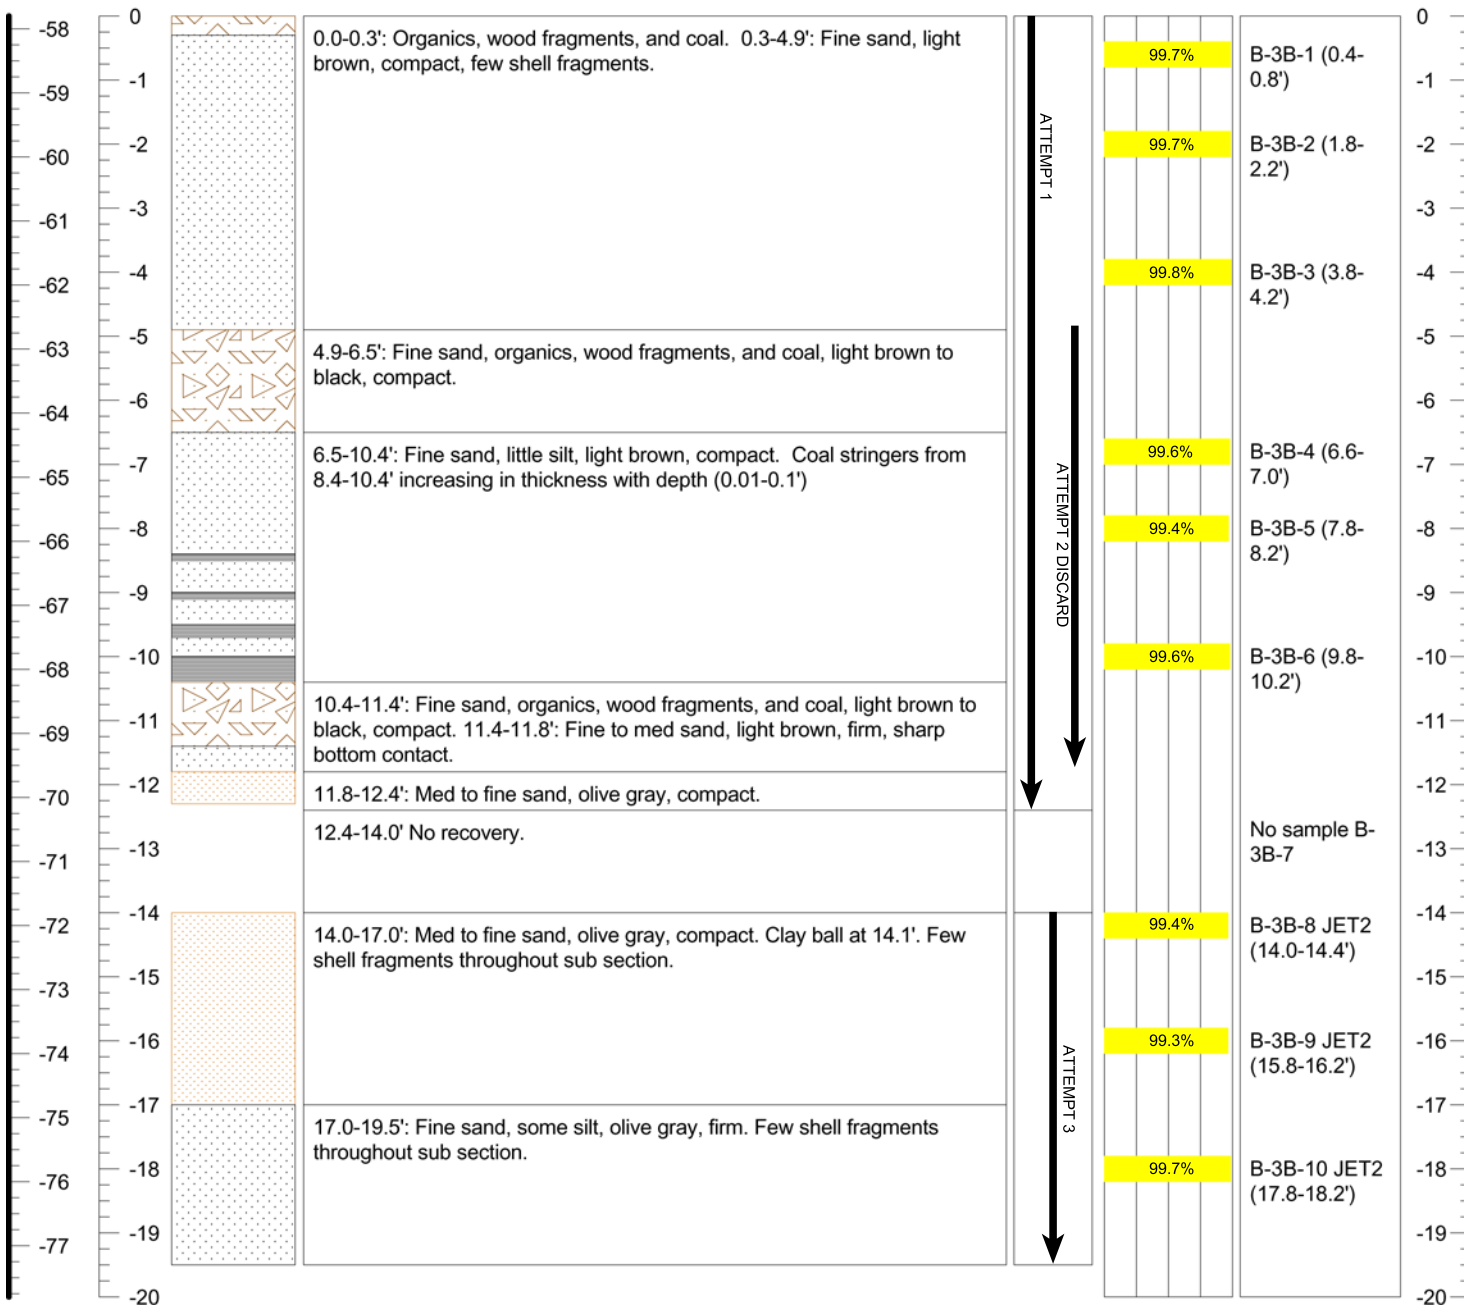 -58
-59
-60
-61
-62
-63
-64
-65
-66
-67
-68
-69
-70
-71
-72
-73
-74
-75
-76
-77
0
-1
-2
-3
-4
-5
-6
-7
-8
-9
-10
-11
-12
-13
-14
-15
-16
-17
-18
-19
-20
0.0-0.3': Organics, wood fragments, and coal. 0.3-4.9': Fine sand, light
brown, compact, few shell fragments.
4.9-6.5': Fine sand, organics, wood fragments, and coal, light brown to
black, compact.
6.5-10.4': Fine sand, little silt, light brown, compact. Coal stringers from
8.4-10.4' increasing in thickness with depth (0.01-0.1')
10.4-11.4': Fine sand, organics, wood fragments, and coal, light brown to
black, compact. 11.4-11.8': Fine to med sand, light brown, firm, sharp
bottom contact.
11.8-12.4': Med to fine sand, olive gray, compact.
12.4-14.0' No recovery.
14.0-17.0': Med to fine sand, olive gray, compact. Clay ball at 14.1'. Few
shell fragments throughout sub section.
17.0-19.5': Fine sand, some silt, olive gray, firm. Few shell fragments
throughout sub section.
ATTEMPT 1
ATTEMPT 2 DISCARD
ATTEMPT 3
99.7%
99.7%
99.8%
99.6%
99.4%
99.6%
99.4%
99.3%
99.7%
B-3B-1 (0.4-
0.8')
B-3B-2 (1.8-
2.2')
B-3B-3 (3.8-
4.2')
B-3B-4 (6.6-
7.0')
B-3B-5 (7.8-
8.2')
B-3B-6 (9.8-
10.2')
No sample B-
3B-7
B-3B-8 JET2
(14.0-14.4')
B-3B-9 JET2
(15.8-16.2')
B-3B-10 JET2
(17.8-18.2')
0
-1
-2
-3
-4
-5
-6
-7
-8
-9
-10
-11
-12
-13
-14
-15
-16
-17
-18
-19
-20